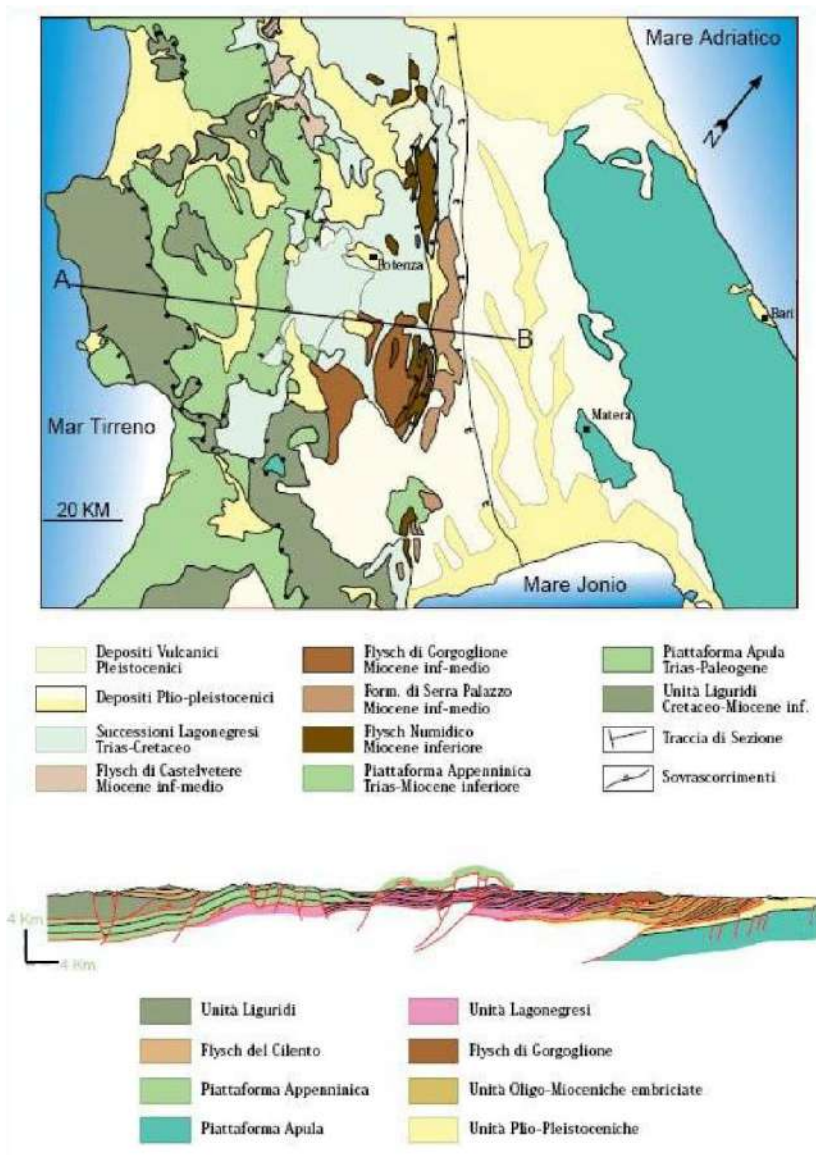 Mare Adriatico
N
Potenza
A
Bari
B
Mar Tirreno
Matera
20 KM
Mare Jonio
Depositi Vulcanici
Pleistocenici
Depositi Plio-pleistocenici
Successioni Lagonegresi
Trias-Cretaceo
Flysch di Castelvetere
Miocene inf-medio
Flysch di Gorgoglione
Miocene inf-medio
Form. di Serra Palazzo
Miocene inf-medio
Flysch Numidico
Miocene inferiore
Piattaforma Appenninica
Trias-Miocene inferiore
Piattaforma Apula
Trias-Paleogene
Unità Liguridi
Cretaceo-Miocene inf.
Traccia di Sezione
Sovrascorrimenti
4 Km
4 Km
Unità Liguridi
Flysch del Cilento
Piattaforma Appenninica
Piattaforma Apula
Unità Lagonegresi
Flysch di Gorgoglione
Unità Oligo-Mioceniche embriciate
Unità Plio-Pleistoceniche